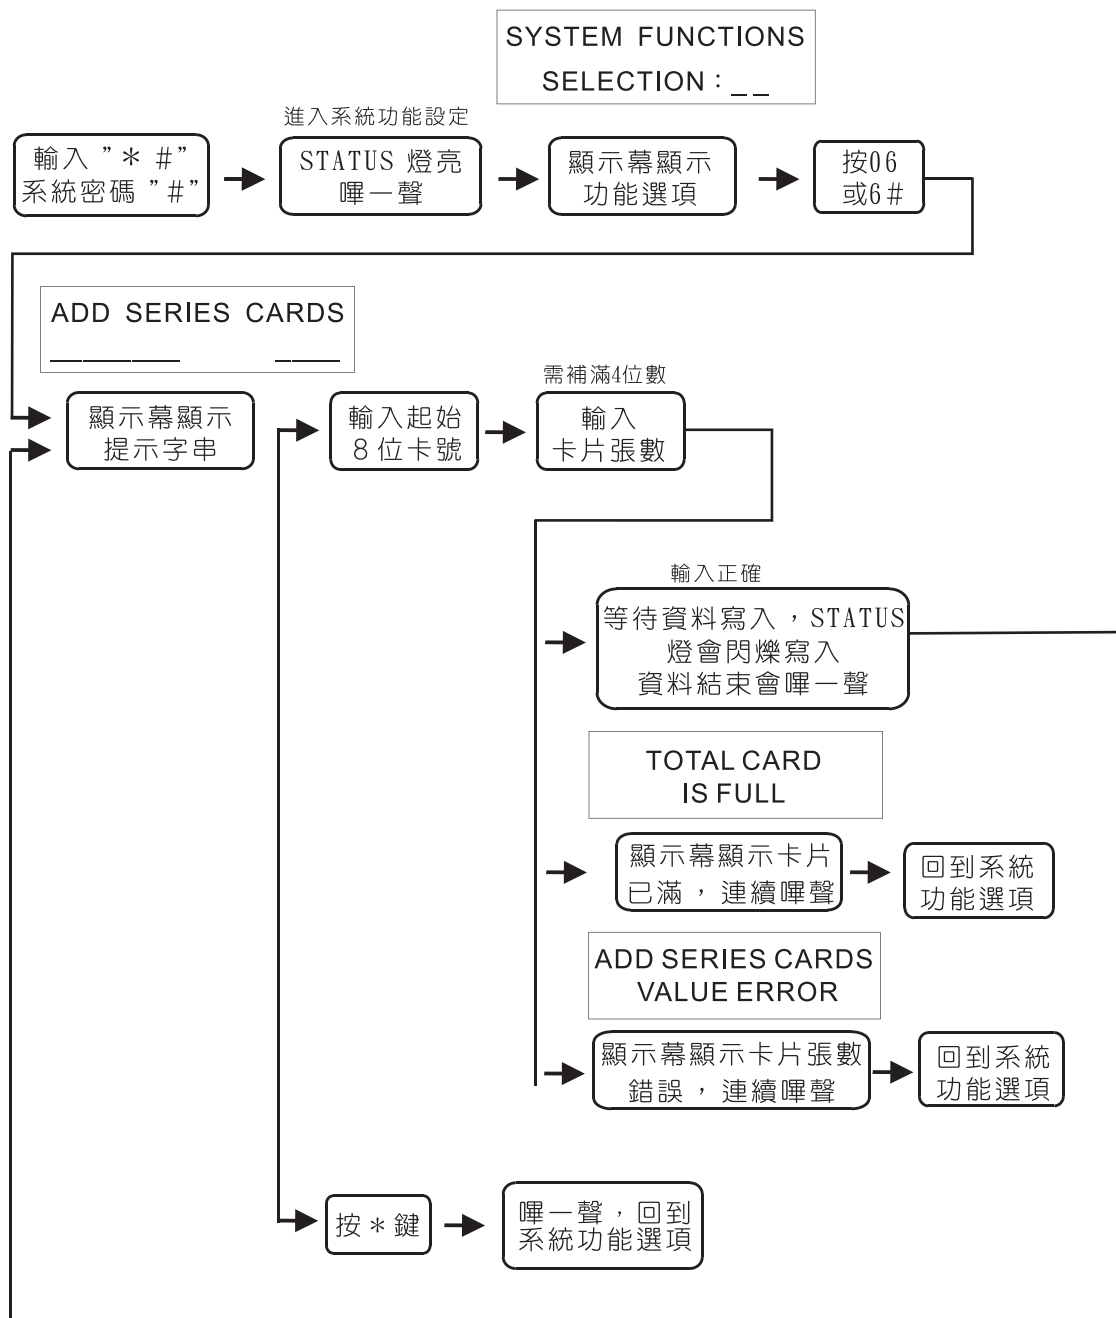 SYSTEM FUNCTIONS
SELECTION：_ _
進入系統功能設定
輸入 ”＊ #”
系統密碼 ”#”
STATUS 燈亮
嗶一聲
顯示幕顯示
功能選項
按06
或6#
ADD SERIES CARDS
________ ____
需補滿4位數
顯示幕顯示
提示字串
輸入起始
8 位卡號
輸入
卡片張數
輸入正確
等待資料寫入，STATUS
燈會閃爍寫入
資料結束會嗶一聲
TOTAL CARD
IS FULL
顯示幕顯示卡片
已滿，連續嗶聲
回到系統
功能選項
ADD SERIES CARDS
VALUE ERROR
顯示幕顯示卡片張數
錯誤，連續嗶聲
回到系統
功能選項
按＊鍵
嗶一聲，回到
系統功能選項